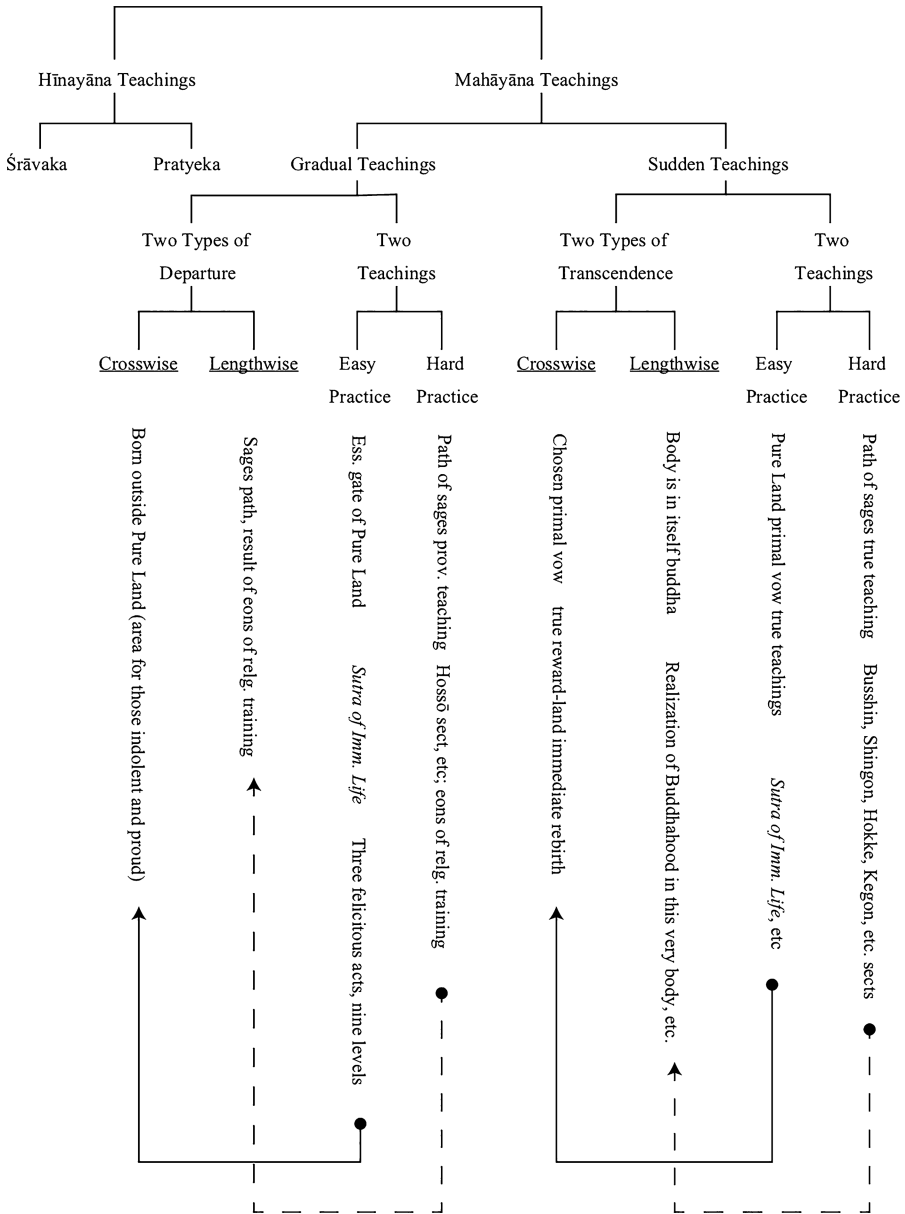 Hīnayāna Teachings
Mahāyāna Teachings
Śrāvaka
Pratyeka
Gradual Teachings
Sudden Teachings
Two Types of
Departure
Two
Teachings
Two Types of
Transcendence
Two
Teachings
Crosswise
Lengthwise
Easy
Practice
Hard
Practice
Crosswise
Lengthwise
Easy
Practice
Hard
Practice
Born outside Pure Land (area for those indolent and proud)
Sages path, result of eons of relg. training
Ess. gate of Pure Land Sutra of Imm. Life Three felicitous acts, nine levels
Path of sages prov. teaching Hossō sect, etc; eons of relg. training
Chosen primal vow true reward-land immediate rebirth
Body is in itself buddha Realization of Buddhahood in this very body, etc.
Pure Land primal vow true teachings Sutra of Imm. Life, etc
Path of sages true teaching Busshin, Shingon, Hokke, Kegon, etc. sects